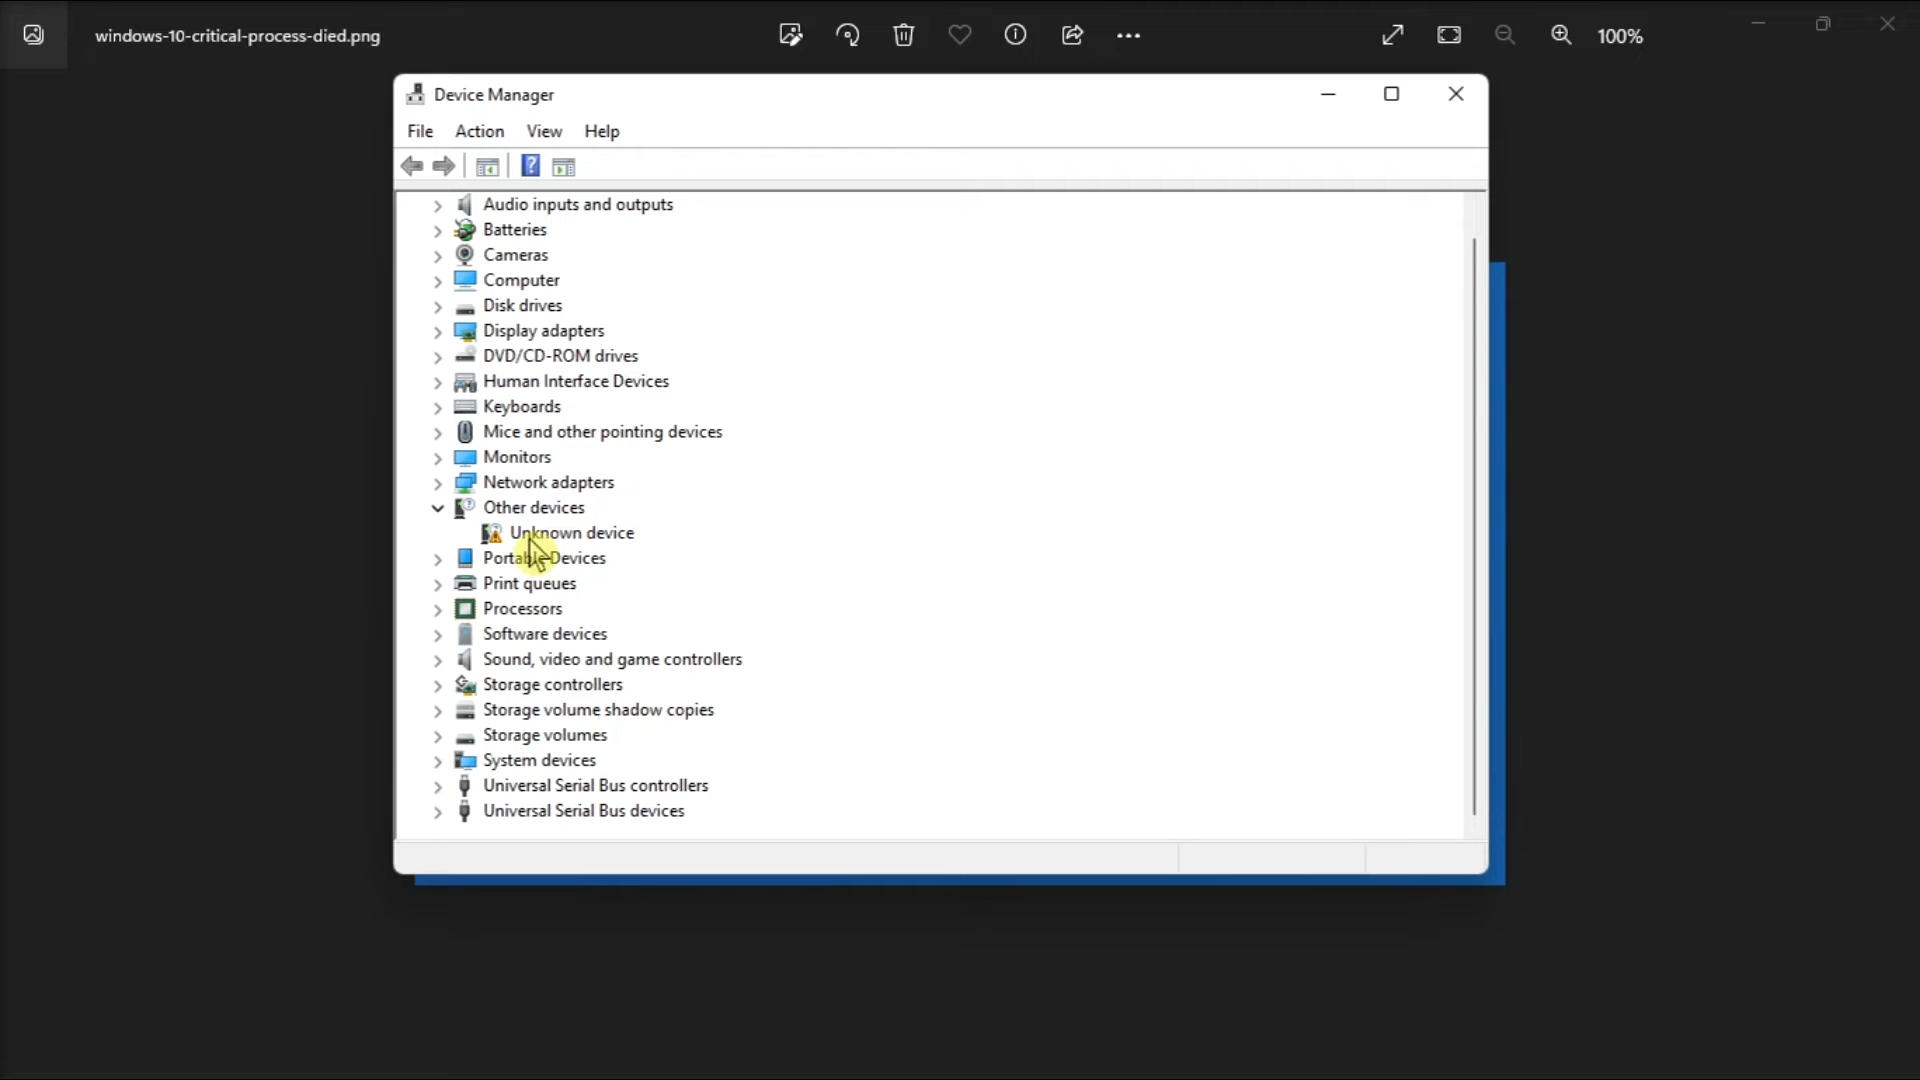 windows-10-critical-process-died.png
100%
Device Manager
File Action View Help
Audio inputs and outputs
Batteries
Cameras
Computer
Disk drives
Display adapters
DVD/CD-ROM drives
Human Interface Devices
Keyboards
Mice and other pointing devices
Monitors
Network adapters
Other devices
Unknown device
Portable Devices
Print queues
Processors
Software devices
Sound, video and game controllers
Storage controllers
Storage volume shadow copies
Storage volumes
System devices
Universal Serial Bus controllers
Universal Serial Bus devices